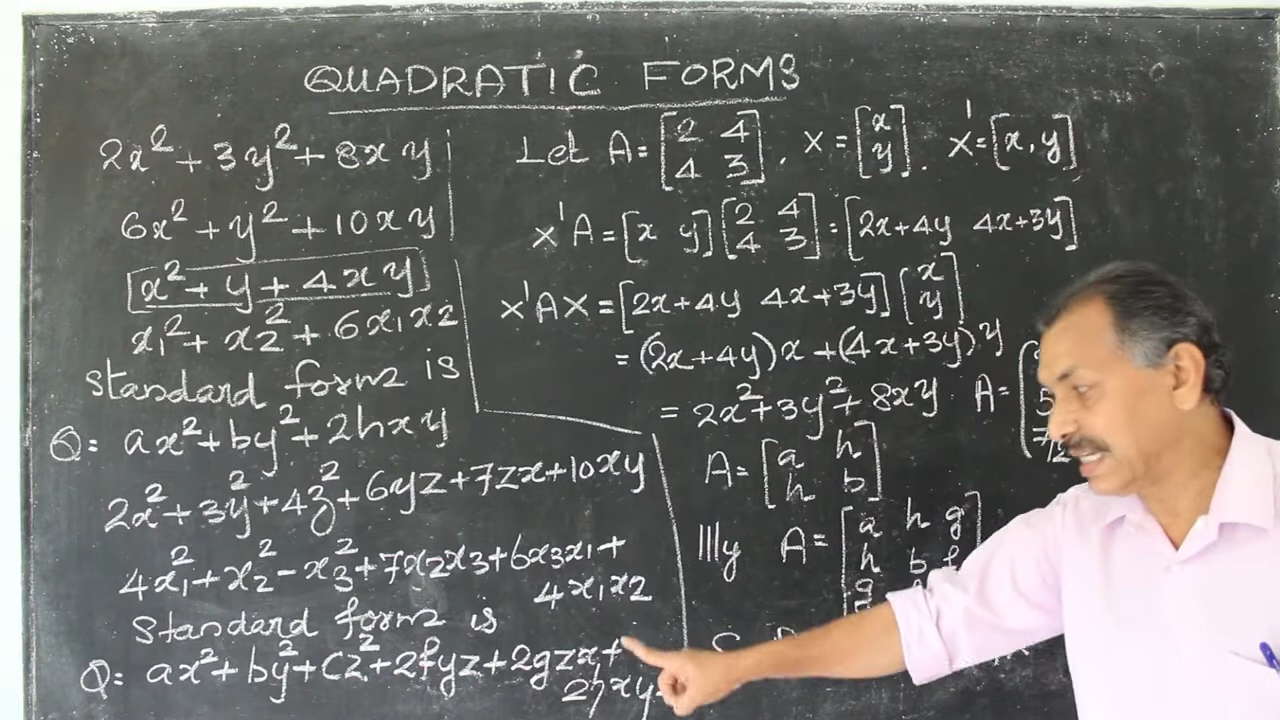 QUADRATIC FORMS
2x² + 3y² + 8xy
6x² + y² + 10xy
x² + y + 4xy
x₁² + x₂² + 6x₁x₂
standard form is
Q: ax² + by² + 2hxy
2x² + 3y² + 4z² + 6yz + 7zx + 10xy
4x₁² + x₂² - x₃² + 7x₂x₃ + 6x₃x₁ +
4x₁x₂
Standard form is
Q: ax² + by² + cz² + 2fyz + 2gzx +
2hxy
Let A = [2 4
4 3], X = [x
y], X' = [x, y]
X'A = [x y] [2 4
4 3] = [2x+4y 4x+3y]
X'AX = [2x+4y 4x+3y] [x
y]
= (2x+4y)x + (4x+3y)y
= 2x² + 3y² + 8xy
A = [
5
7/2
A = [a h
h b]
|||ly A = [a h g]
h b f
g